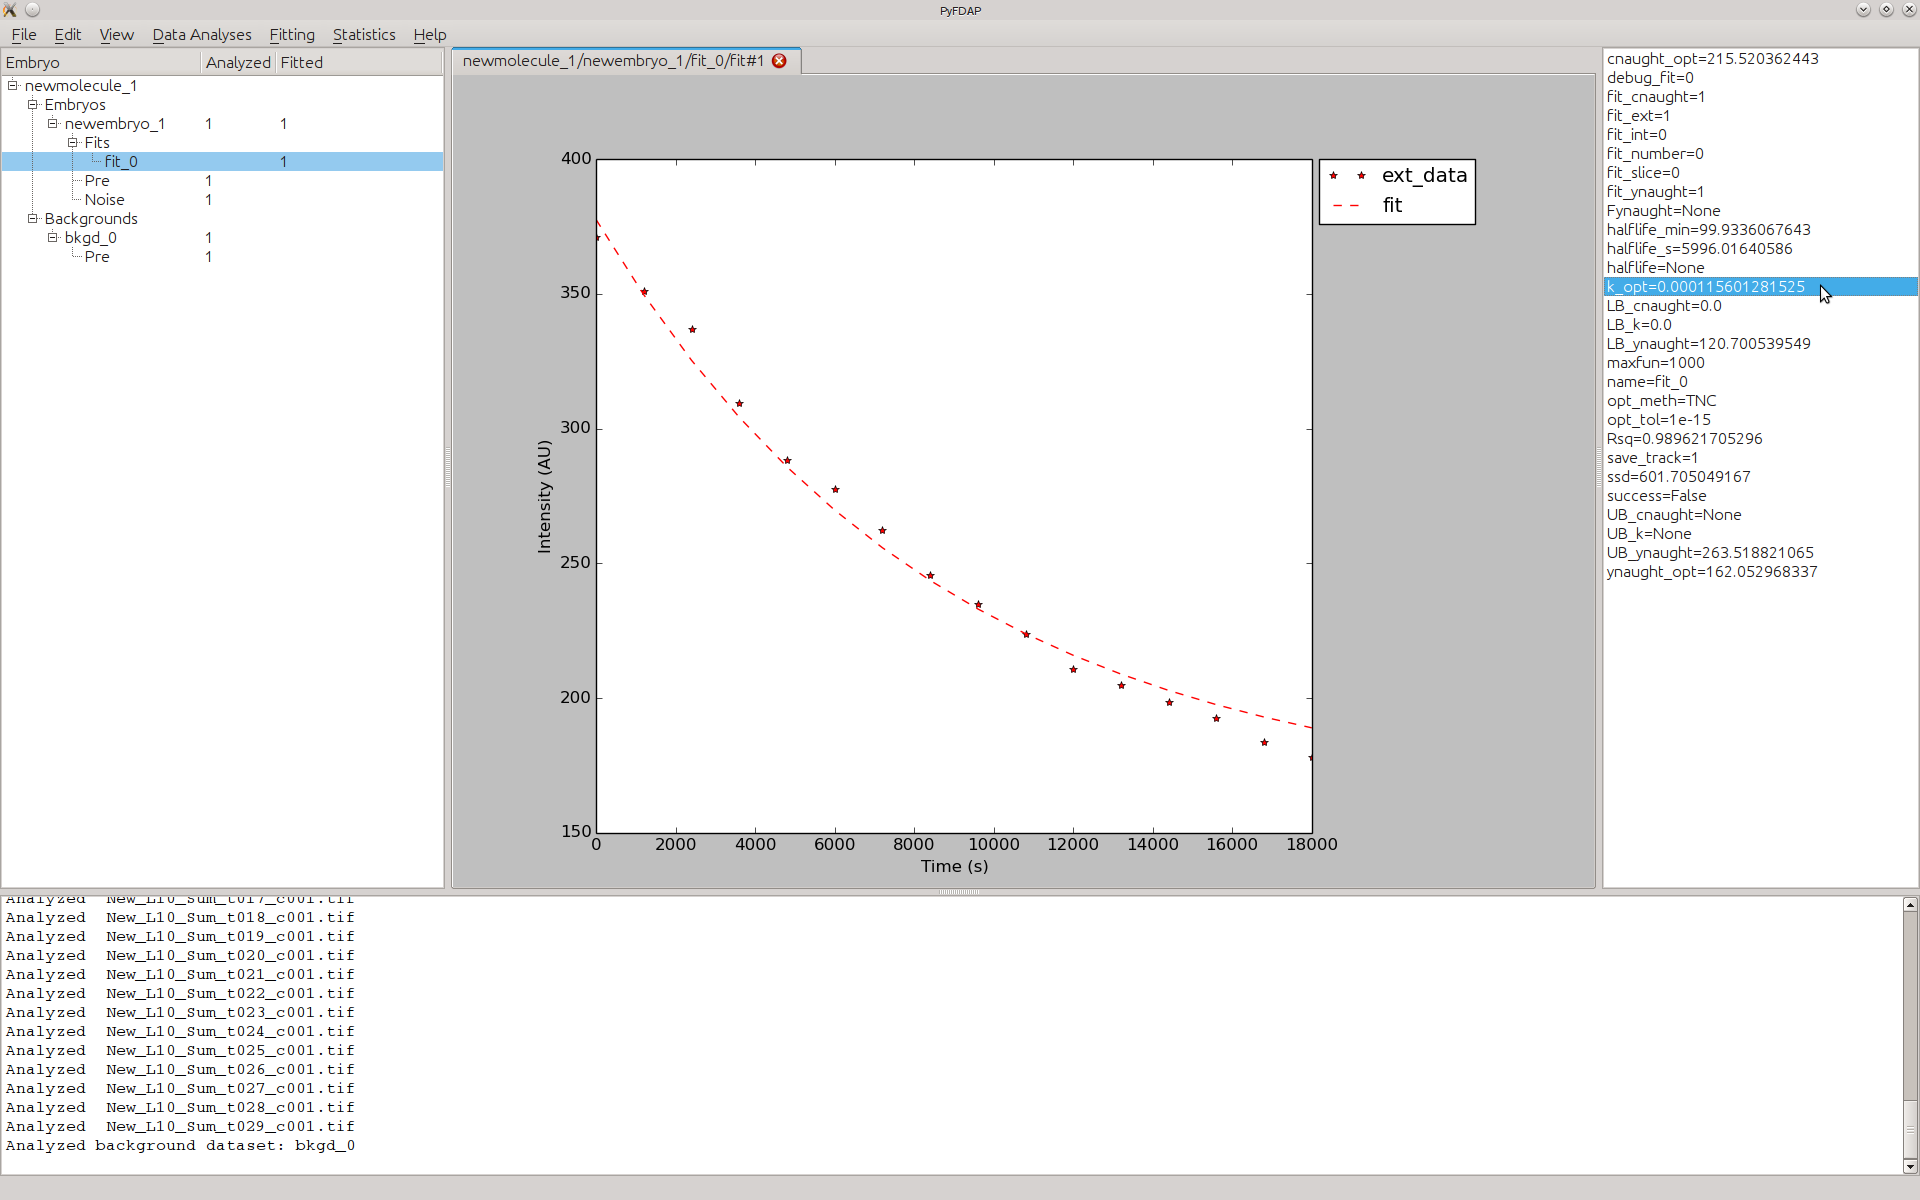 PyFDAP
File Edit View Data Analyses Fitting Statistics Help
Embryo Analyzed Fitted
newmolecule_1
Embryos
newembryo_1 1 1
Fits
fit_0 1
Pre 1
Noise 1
Backgrounds
bkgd_0 1
Pre 1
newmolecule_1/newembryo_1/fit_0/fit#1
400
350
300
250
200
150
Intensity (AU)
0 2000 4000 6000 8000 10000 12000 14000 16000 18000
Time (s)
ext_data
fit
cnaught_opt=215.520362443
debug_fit=0
fit_cnaught=1
fit_ext=1
fit_int=0
fit_number=0
fit_slice=0
fit_ynaught=1
Fynaught=None
halflife_min=99.9336067643
halflife_s=5996.01640586
halflife=None
k_opt=0.000115601281525
LB_cnaught=0.0
LB_k=0.0
LB_ynaught=120.700539549
maxfun=1000
name=fit_0
opt_meth=TNC
opt_tol=1e-15
Rsq=0.989621705296
save_track=1
ssd=601.705049167
success=False
UB_cnaught=None
UB_k=None
UB_ynaught=263.518821065
ynaught_opt=162.052968337
Analyzed New_L10_Sum_t017_c001.tif
Analyzed New_L10_Sum_t018_c001.tif
Analyzed New_L10_Sum_t019_c001.tif
Analyzed New_L10_Sum_t020_c001.tif
Analyzed New_L10_Sum_t021_c001.tif
Analyzed New_L10_Sum_t022_c001.tif
Analyzed New_L10_Sum_t023_c001.tif
Analyzed New_L10_Sum_t024_c001.tif
Analyzed New_L10_Sum_t025_c001.tif
Analyzed New_L10_Sum_t026_c001.tif
Analyzed New_L10_Sum_t027_c001.tif
Analyzed New_L10_Sum_t028_c001.tif
Analyzed New_L10_Sum_t029_c001.tif
Analyzed background dataset: bkgd_0